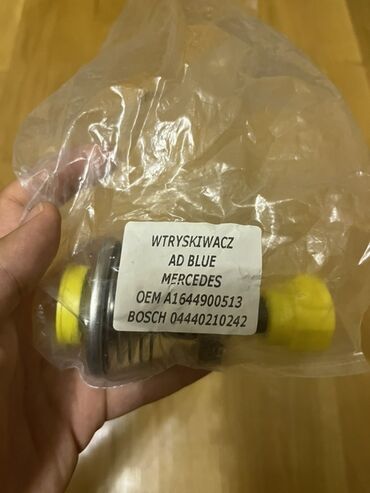 WTRYSKIWACZ
AD BLUE
MERCEDES
OEM A1644900513
BOSCH 04440210242